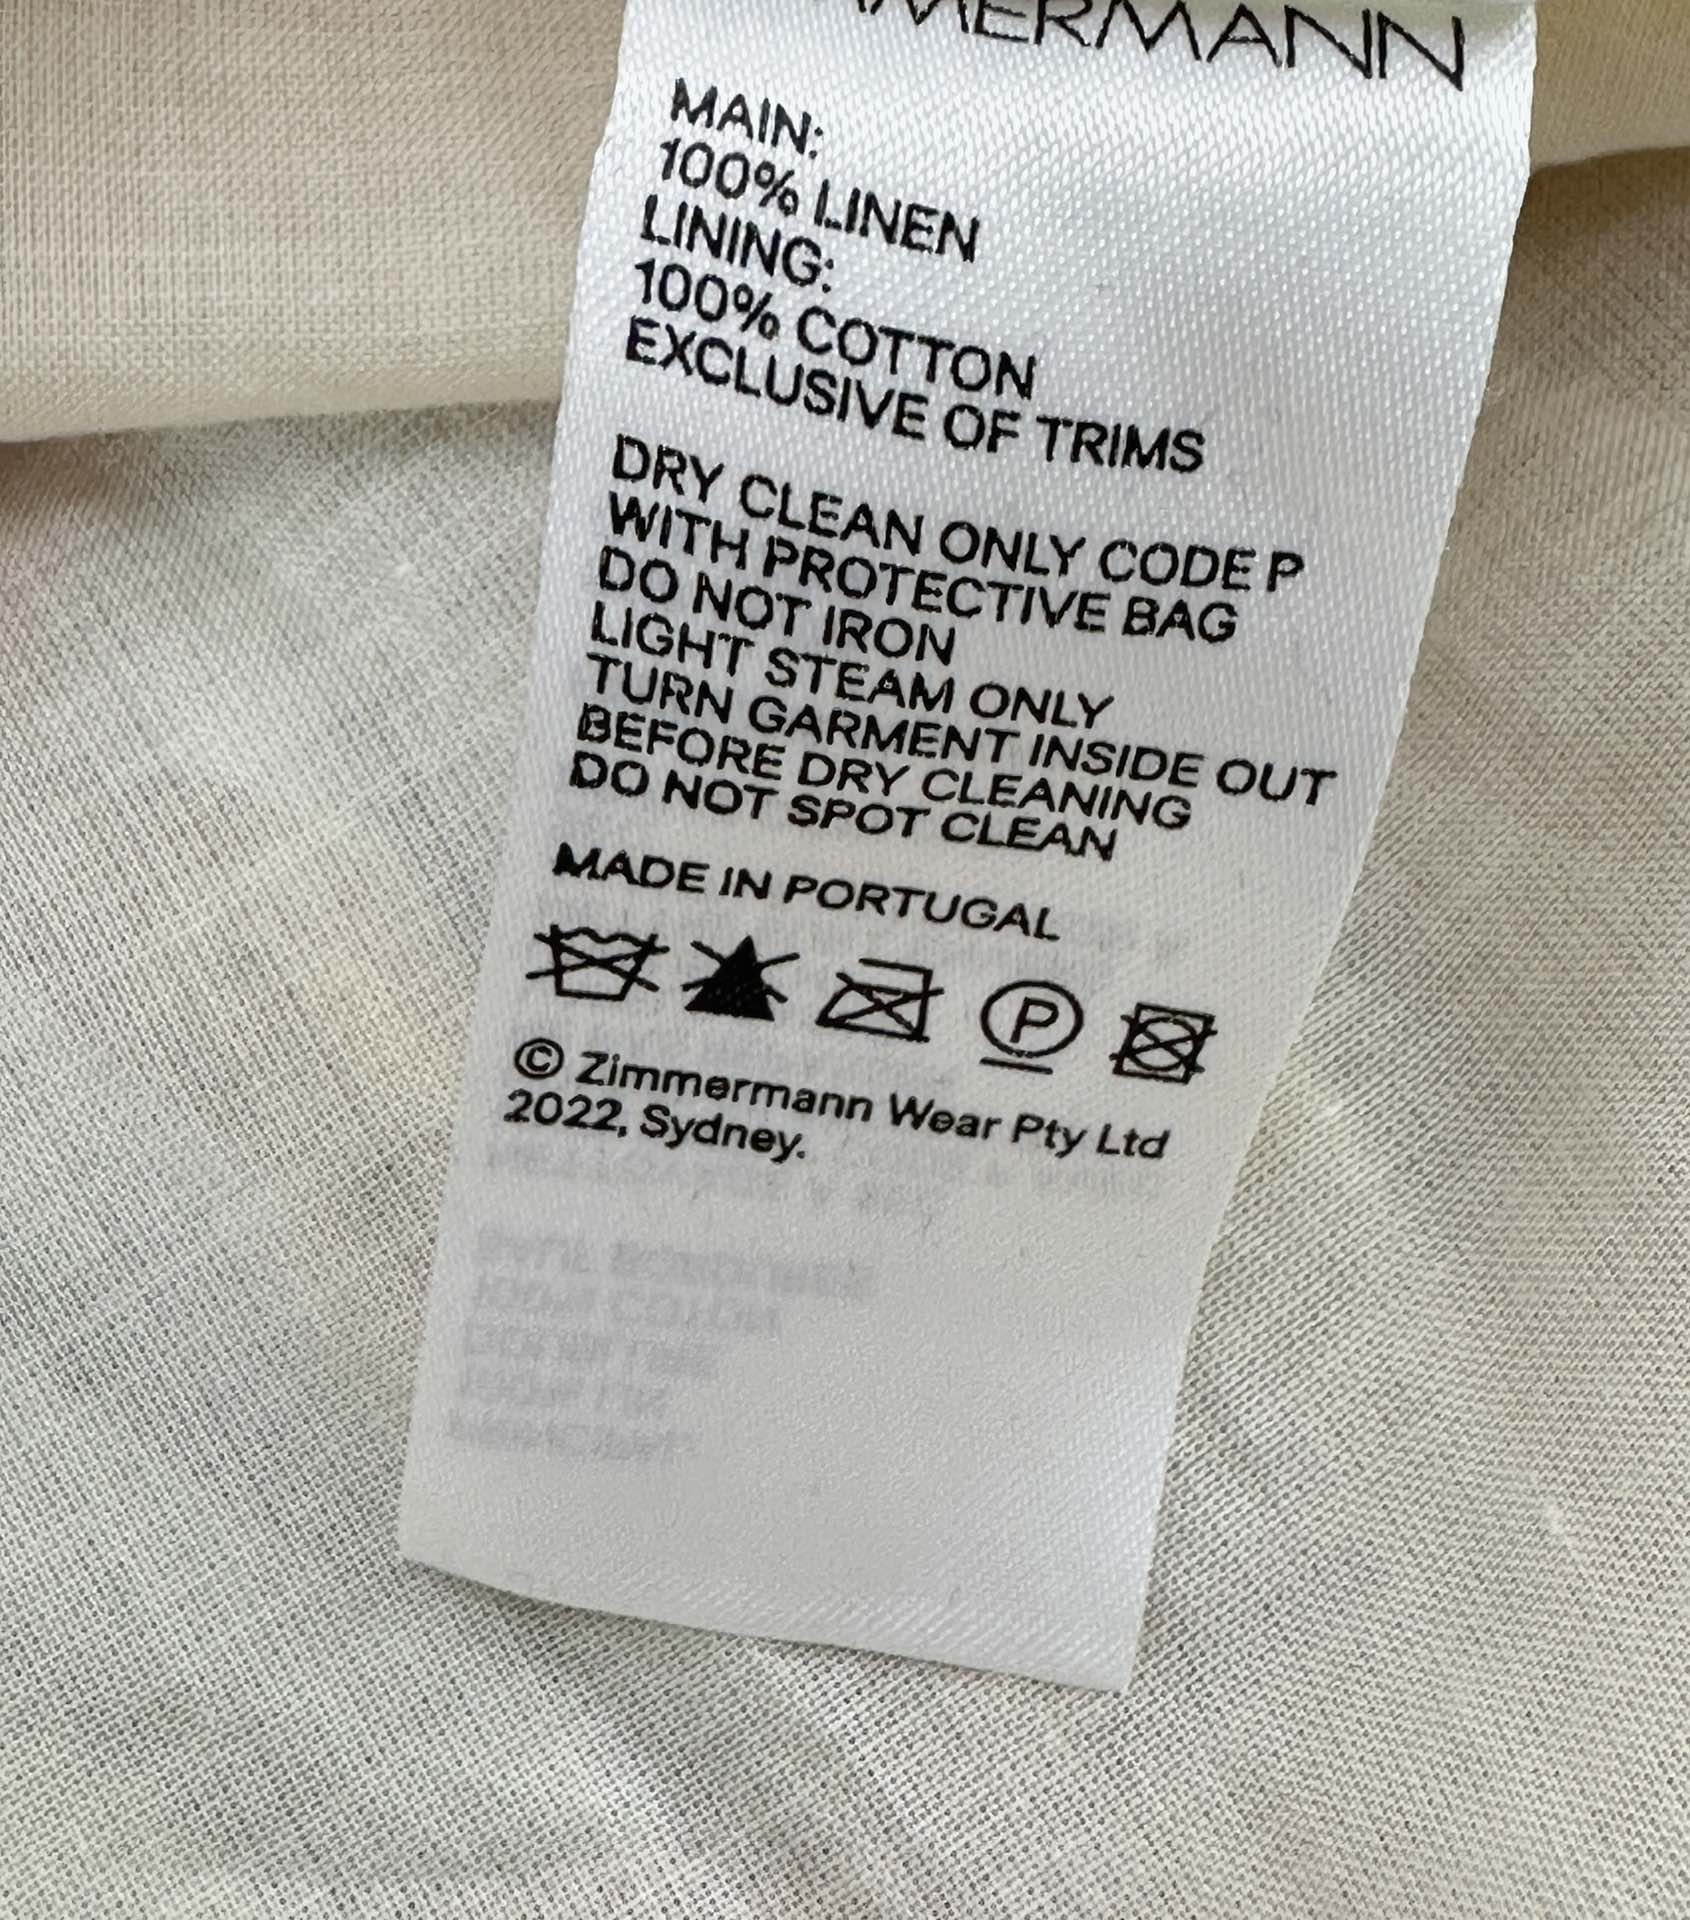 MAIN:
100% LINEN
LINING:
100% COTTON
EXCLUSIVE OF TRIMS
DRY CLEAN ONLY CODE P
WITH PROTECTIVE BAG
DO NOT IRON
LIGHT STEAM ONLY
TURN GARMENT INSIDE OUT
BEFORE DRY CLEANING
DO NOT SPOT CLEAN
MADE IN PORTUGAL
P
© Zimmermann Wear Pty Ltd
2022, Sydney.